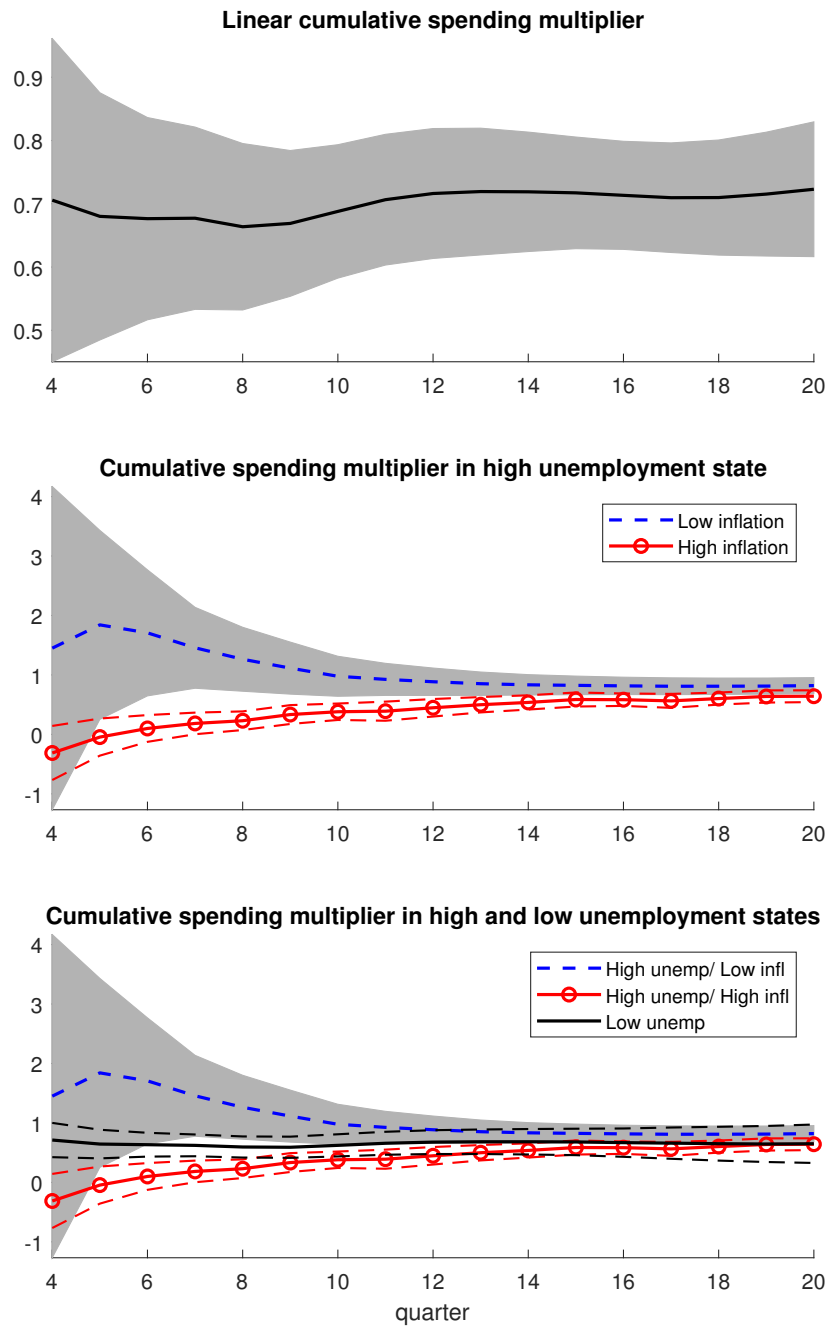 Linear cumulative spending multiplier
0.9
0.8
0.7
0.6
0.5
4 6 8 10 12 14 16 18 20
Cumulative spending multiplier in high unemployment state
4
3
2
1
0
-1
Low inflation
High inflation
4 6 8 10 12 14 16 18 20
Cumulative spending multiplier in high and low unemployment states
4
3
2
1
0
-1
High unemp/ Low infl
High unemp/ High infl
Low unemp
4 6 8 10 12 14 16 18 20
quarter